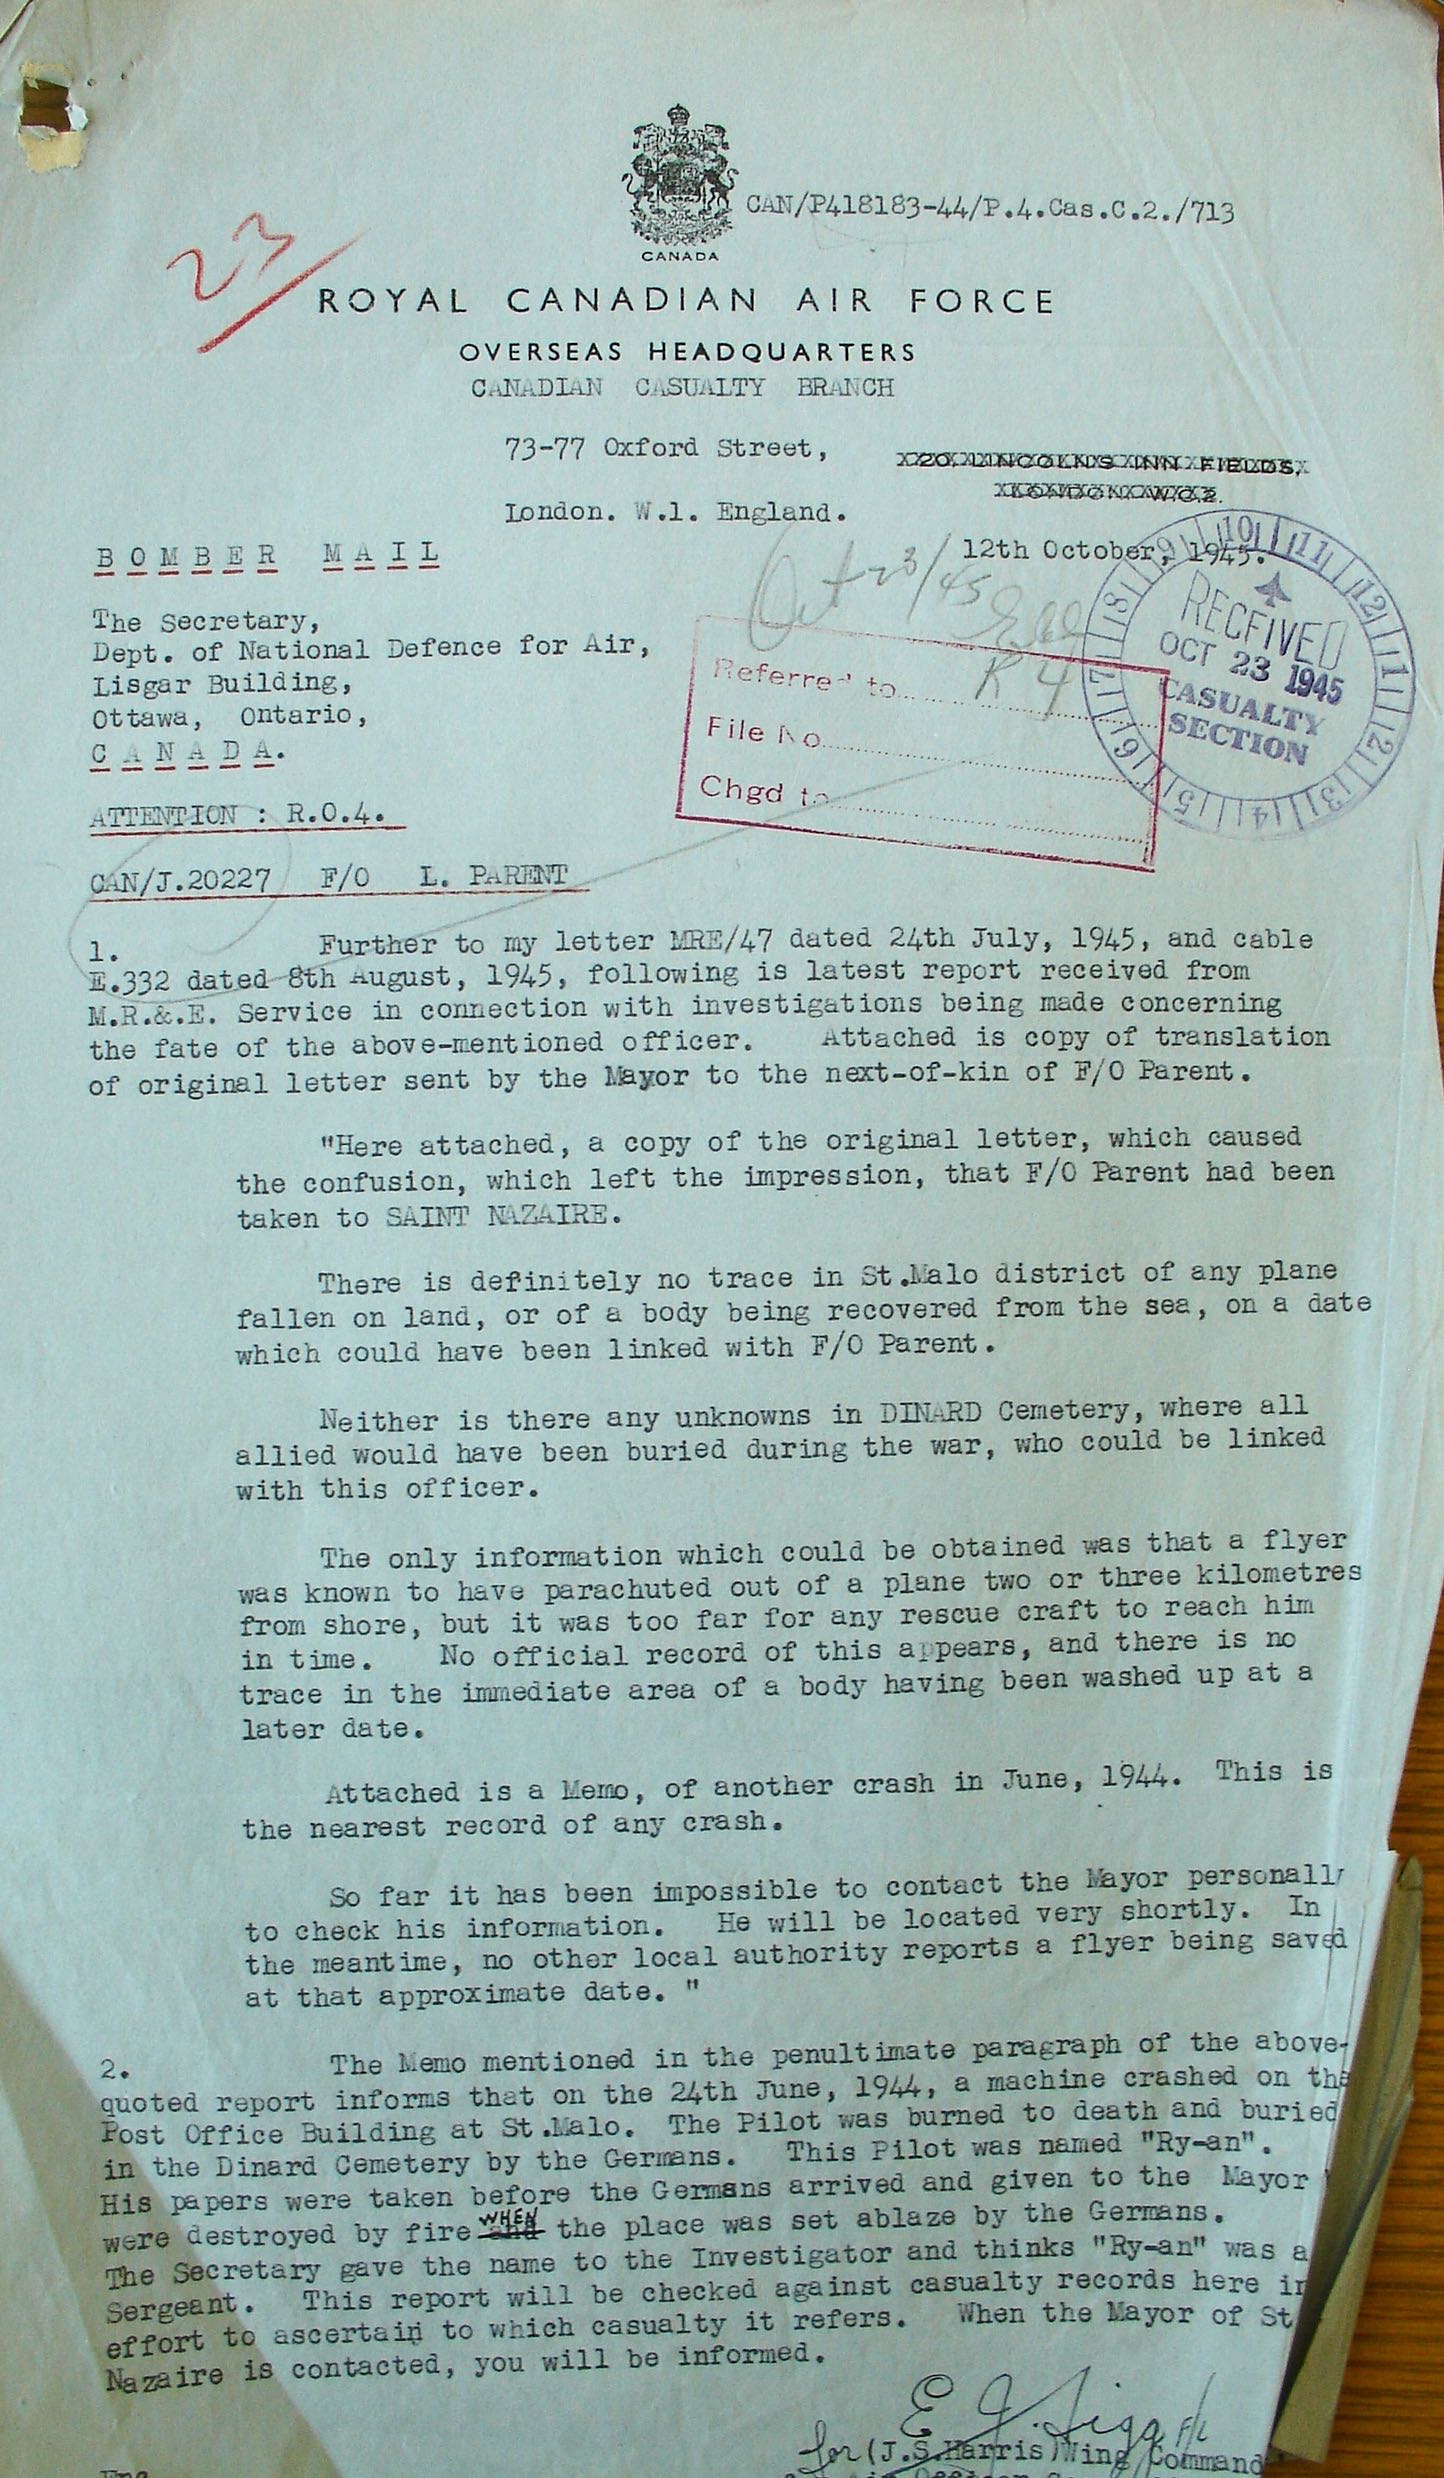 23
CAN/P418183-44/P.4.Cas.C.2./713
CANADA
ROYAL CANADIAN AIR FORCE
OVERSEAS HEADQUARTERS
CANADIAN CASUALTY BRANCH
73-77 Oxford Street,
20, LINCOLN'S INN FIELDS,
LONDON W.C.2.
London. W.1. England.
BOMBER MAIL
12th October, 1945.
Oct 23/45
The Secretary,
Dept. of National Defence for Air,
Lisgar Building,
Ottawa, Ontario,
CANADA.
Referred to R 4
File No
Chgd to
9 10 11 12 1 2 3 4 5 6 7 8
RECEIVED
OCT 23 1945
CASUALTY
SECTION
ATTENTION : R.O.4.
CAN/J.20227 F/O L. PARENT
1. Further to my letter MRE/47 dated 24th July, 1945, and cable
E.332 dated 8th August, 1945, following is latest report received from
M.R.&.E. Service in connection with investigations being made concerning
the fate of the above-mentioned officer. Attached is copy of translation
of original letter sent by the Mayor to the next-of-kin of F/O Parent.
"Here attached, a copy of the original letter, which caused
the confusion, which left the impression, that F/O Parent had been
taken to SAINT NAZAIRE.
There is definitely no trace in St.Malo district of any plane
fallen on land, or of a body being recovered from the sea, on a date
which could have been linked with F/O Parent.
Neither is there any unknowns in DINARD Cemetery, where all
allied would have been buried during the war, who could be linked
with this officer.
The only information which could be obtained was that a flyer
was known to have parachuted out of a plane two or three kilometres
from shore, but it was too far for any rescue craft to reach him
in time. No official record of this appears, and there is no
trace in the immediate area of a body having been washed up at a
later date.
Attached is a Memo, of another crash in June, 1944. This is
the nearest record of any crash.
So far it has been impossible to contact the Mayor personally
to check his information. He will be located very shortly. In
the meantime, no other local authority reports a flyer being saved
at that approximate date. "
2. The Memo mentioned in the penultimate paragraph of the above-
quoted report informs that on the 24th June, 1944, a machine crashed on the
Post Office Building at St.Malo. The Pilot was burned to death and buried
in the Dinard Cemetery by the Germans. This Pilot was named "Ry-an".
His papers were taken before the Germans arrived and given to the Mayor
were destroyed by fire and WHEN the place was set ablaze by the Germans.
The Secretary gave the name to the Investigator and thinks "Ry-an" was a
Sergeant. This report will be checked against casualty records here in
effort to ascertain to which casualty it refers. When the Mayor of St
Nazaire is contacted, you will be informed.
for (J.S.Harris) Wing Command